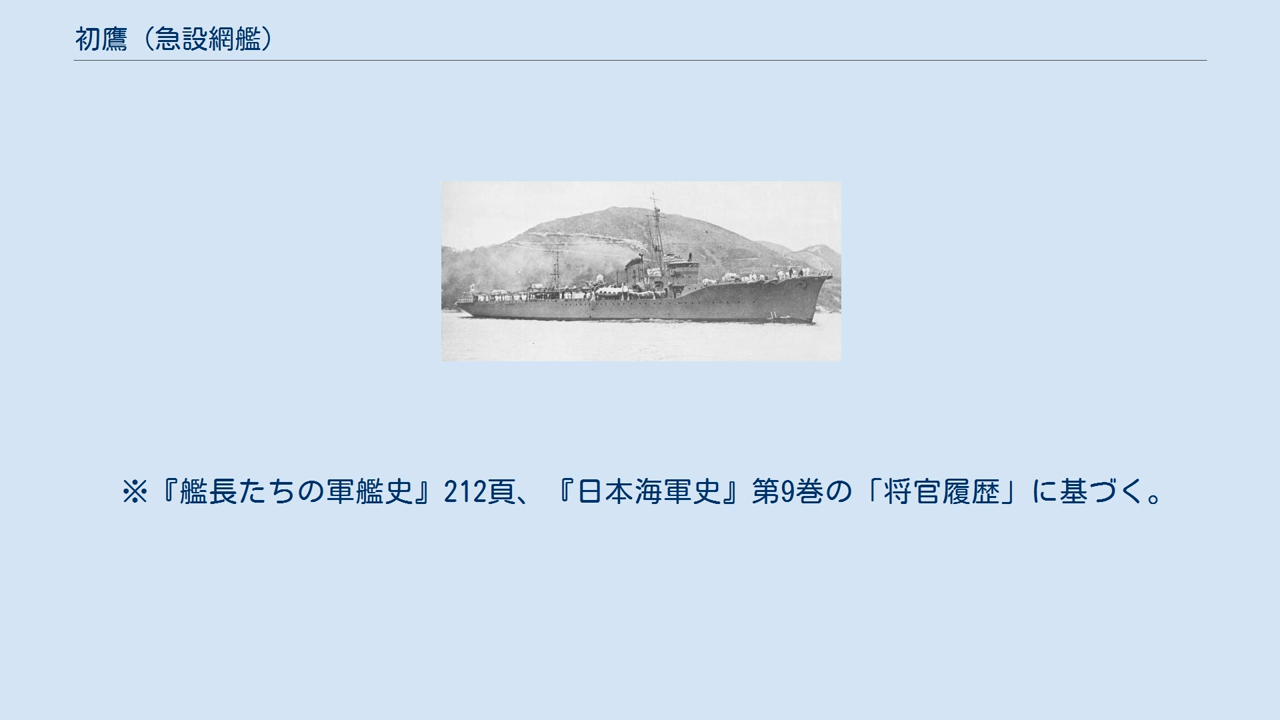 初鷹（急設網艦）
※『艦長たちの軍艦史』212頁、『日本海軍史』第9巻の「将官履歴」に基づく。